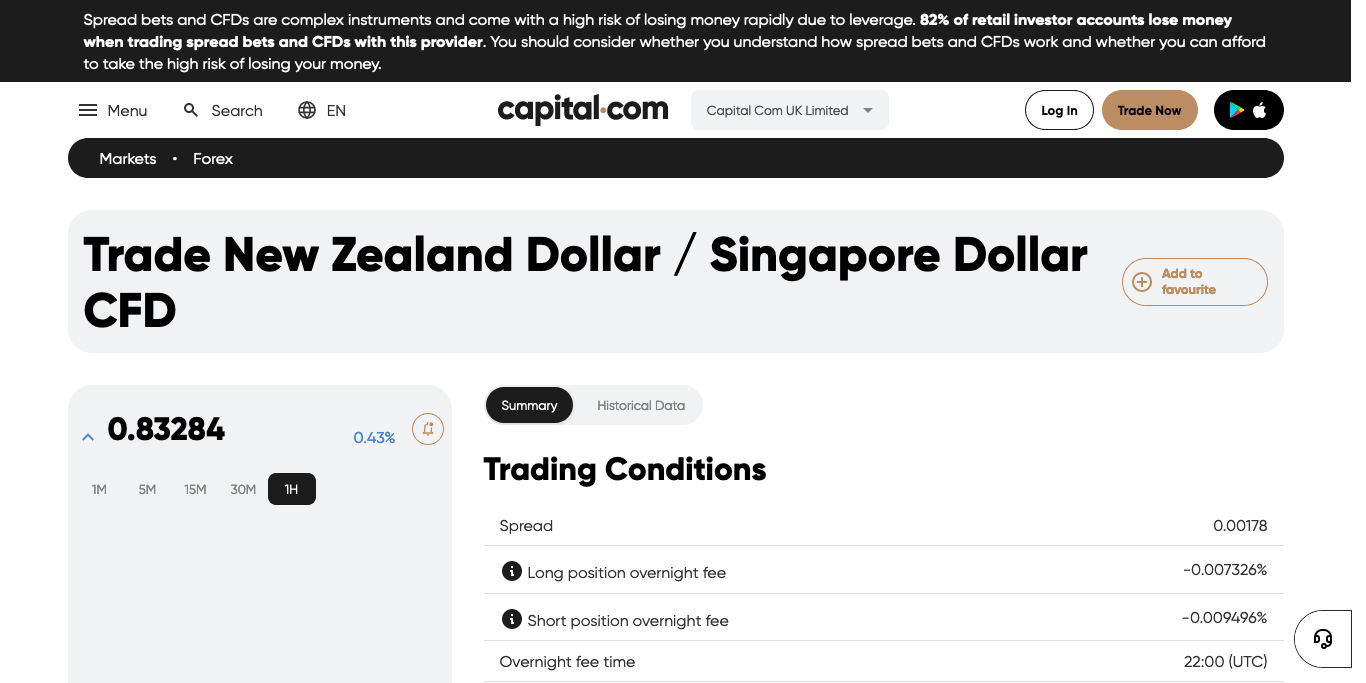 Spread bets and CFDs are complex instruments and come with a high risk of losing money rapidly due to leverage. 82% of retail investor accounts lose money
when trading spread bets and CFDs with this provider. You should consider whether you understand how spread bets and CFDs work and whether you can afford
to take the high risk of losing your money.
Menu Search EN capital.com Capital Com UK Limited Log In Trade Now
Markets • Forex
Trade New Zealand Dollar / Singapore Dollar
CFD
Add to
favourite
0.83284 0.43%
1M 5M 15M 30M 1H
Summary Historical Data
Trading Conditions
Spread 0.00178
Long position overnight fee -0.007326%
Short position overnight fee -0.009496%
Overnight fee time 22:00 (UTC)